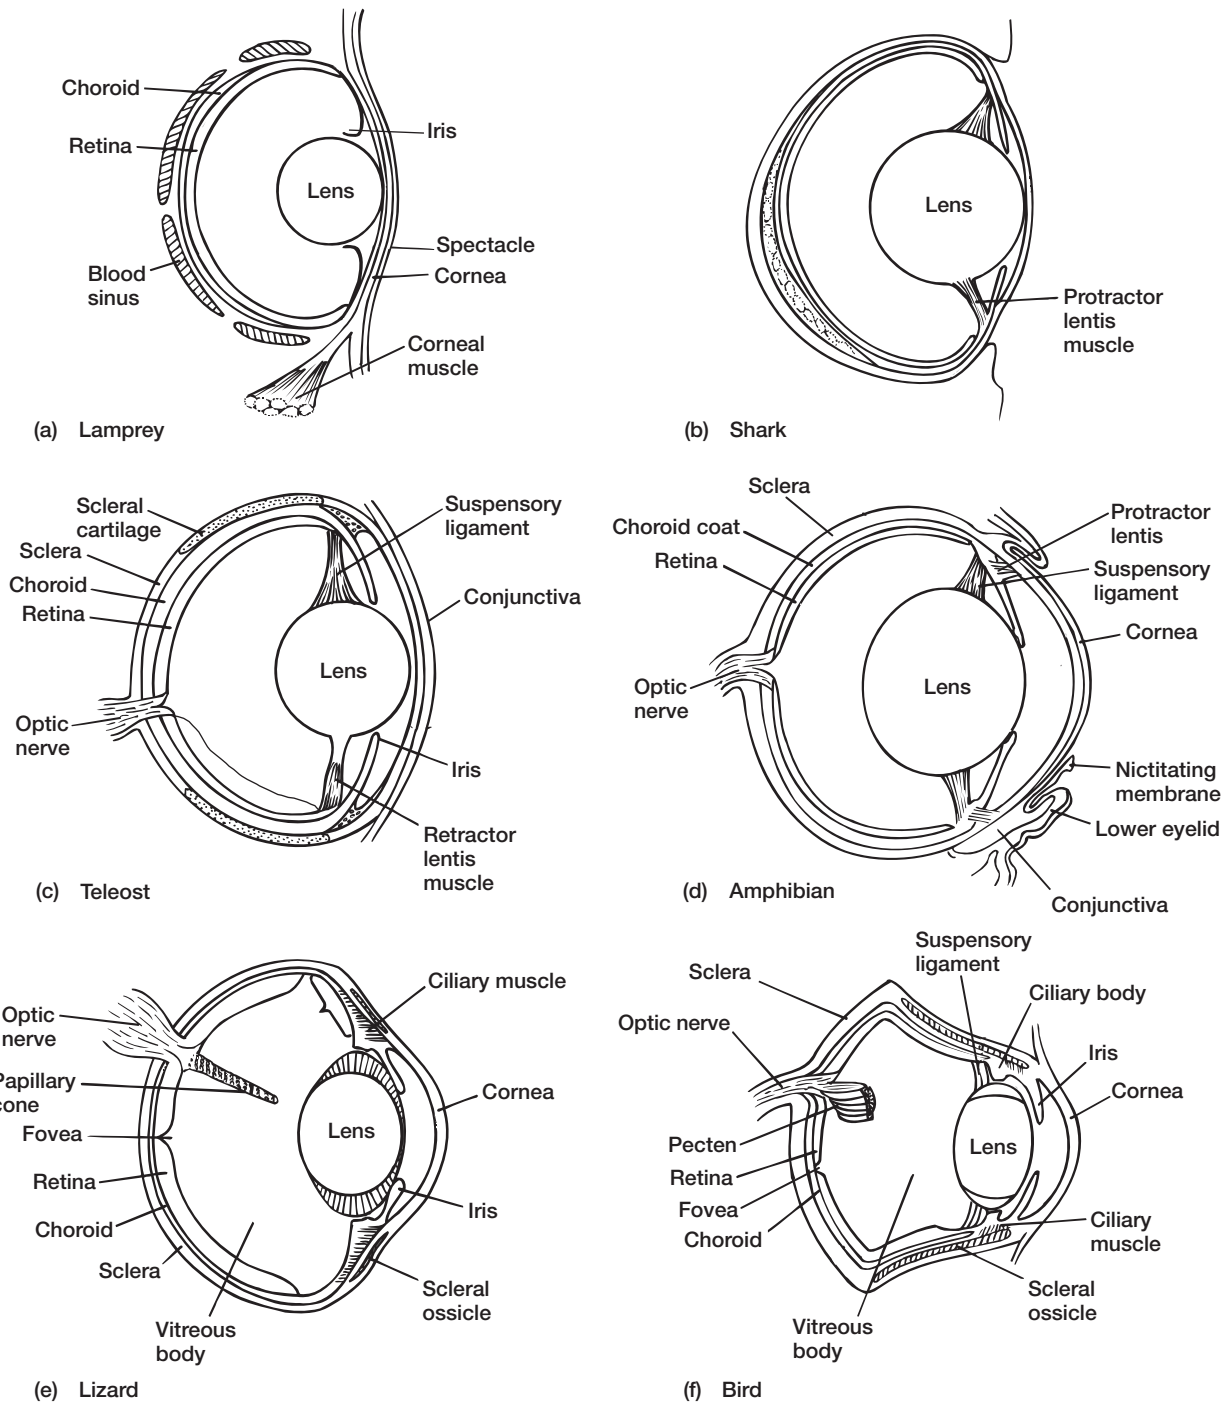 Choroid
Retina
Iris
Lens
Blood
sinus
Spectacle
Cornea
Corneal
muscle
(a) Lamprey
Lens
Protractor
lentis
muscle
(b) Shark
Scleral
cartilage
Sclera
Choroid
Retina
Suspensory
ligament
Conjunctiva
Lens
Optic
nerve
Iris
Retractor
lentis
muscle
(c) Teleost
Sclera
Choroid coat
Retina
Protractor
lentis
Suspensory
ligament
Cornea
Lens
Optic
nerve
Nictitating
membrane
Lower eyelid
Conjunctiva
(d) Amphibian
Ciliary muscle
Optic
nerve
Papillary
cone
Cornea
Fovea
Lens
Retina
Iris
Choroid
Sclera
Scleral
ossicle
Vitreous
body
(e) Lizard
Suspensory
ligament
Sclera
Ciliary body
Optic nerve
Iris
Cornea
Pecten
Lens
Retina
Fovea
Choroid
Ciliary
muscle
Scleral
ossicle
Vitreous
body
(f) Bird